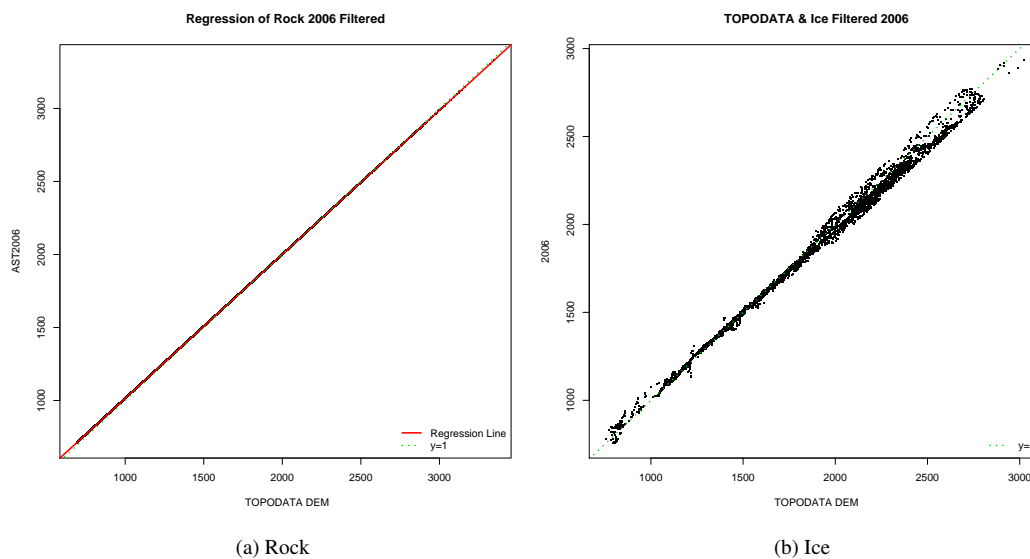 Regression of Rock 2006 Filtered
AST2006
3000
2500
2000
1500
1000
1000 1500 2000 2500 3000
TOPODATA DEM
Regression Line
y=1
(a) Rock
TOPODATA & Ice Filtered 2006
2006
3000
2500
2000
1500
1000
1000 1500 2000 2500 3000
TOPODATA DEM
y=
(b) Ice